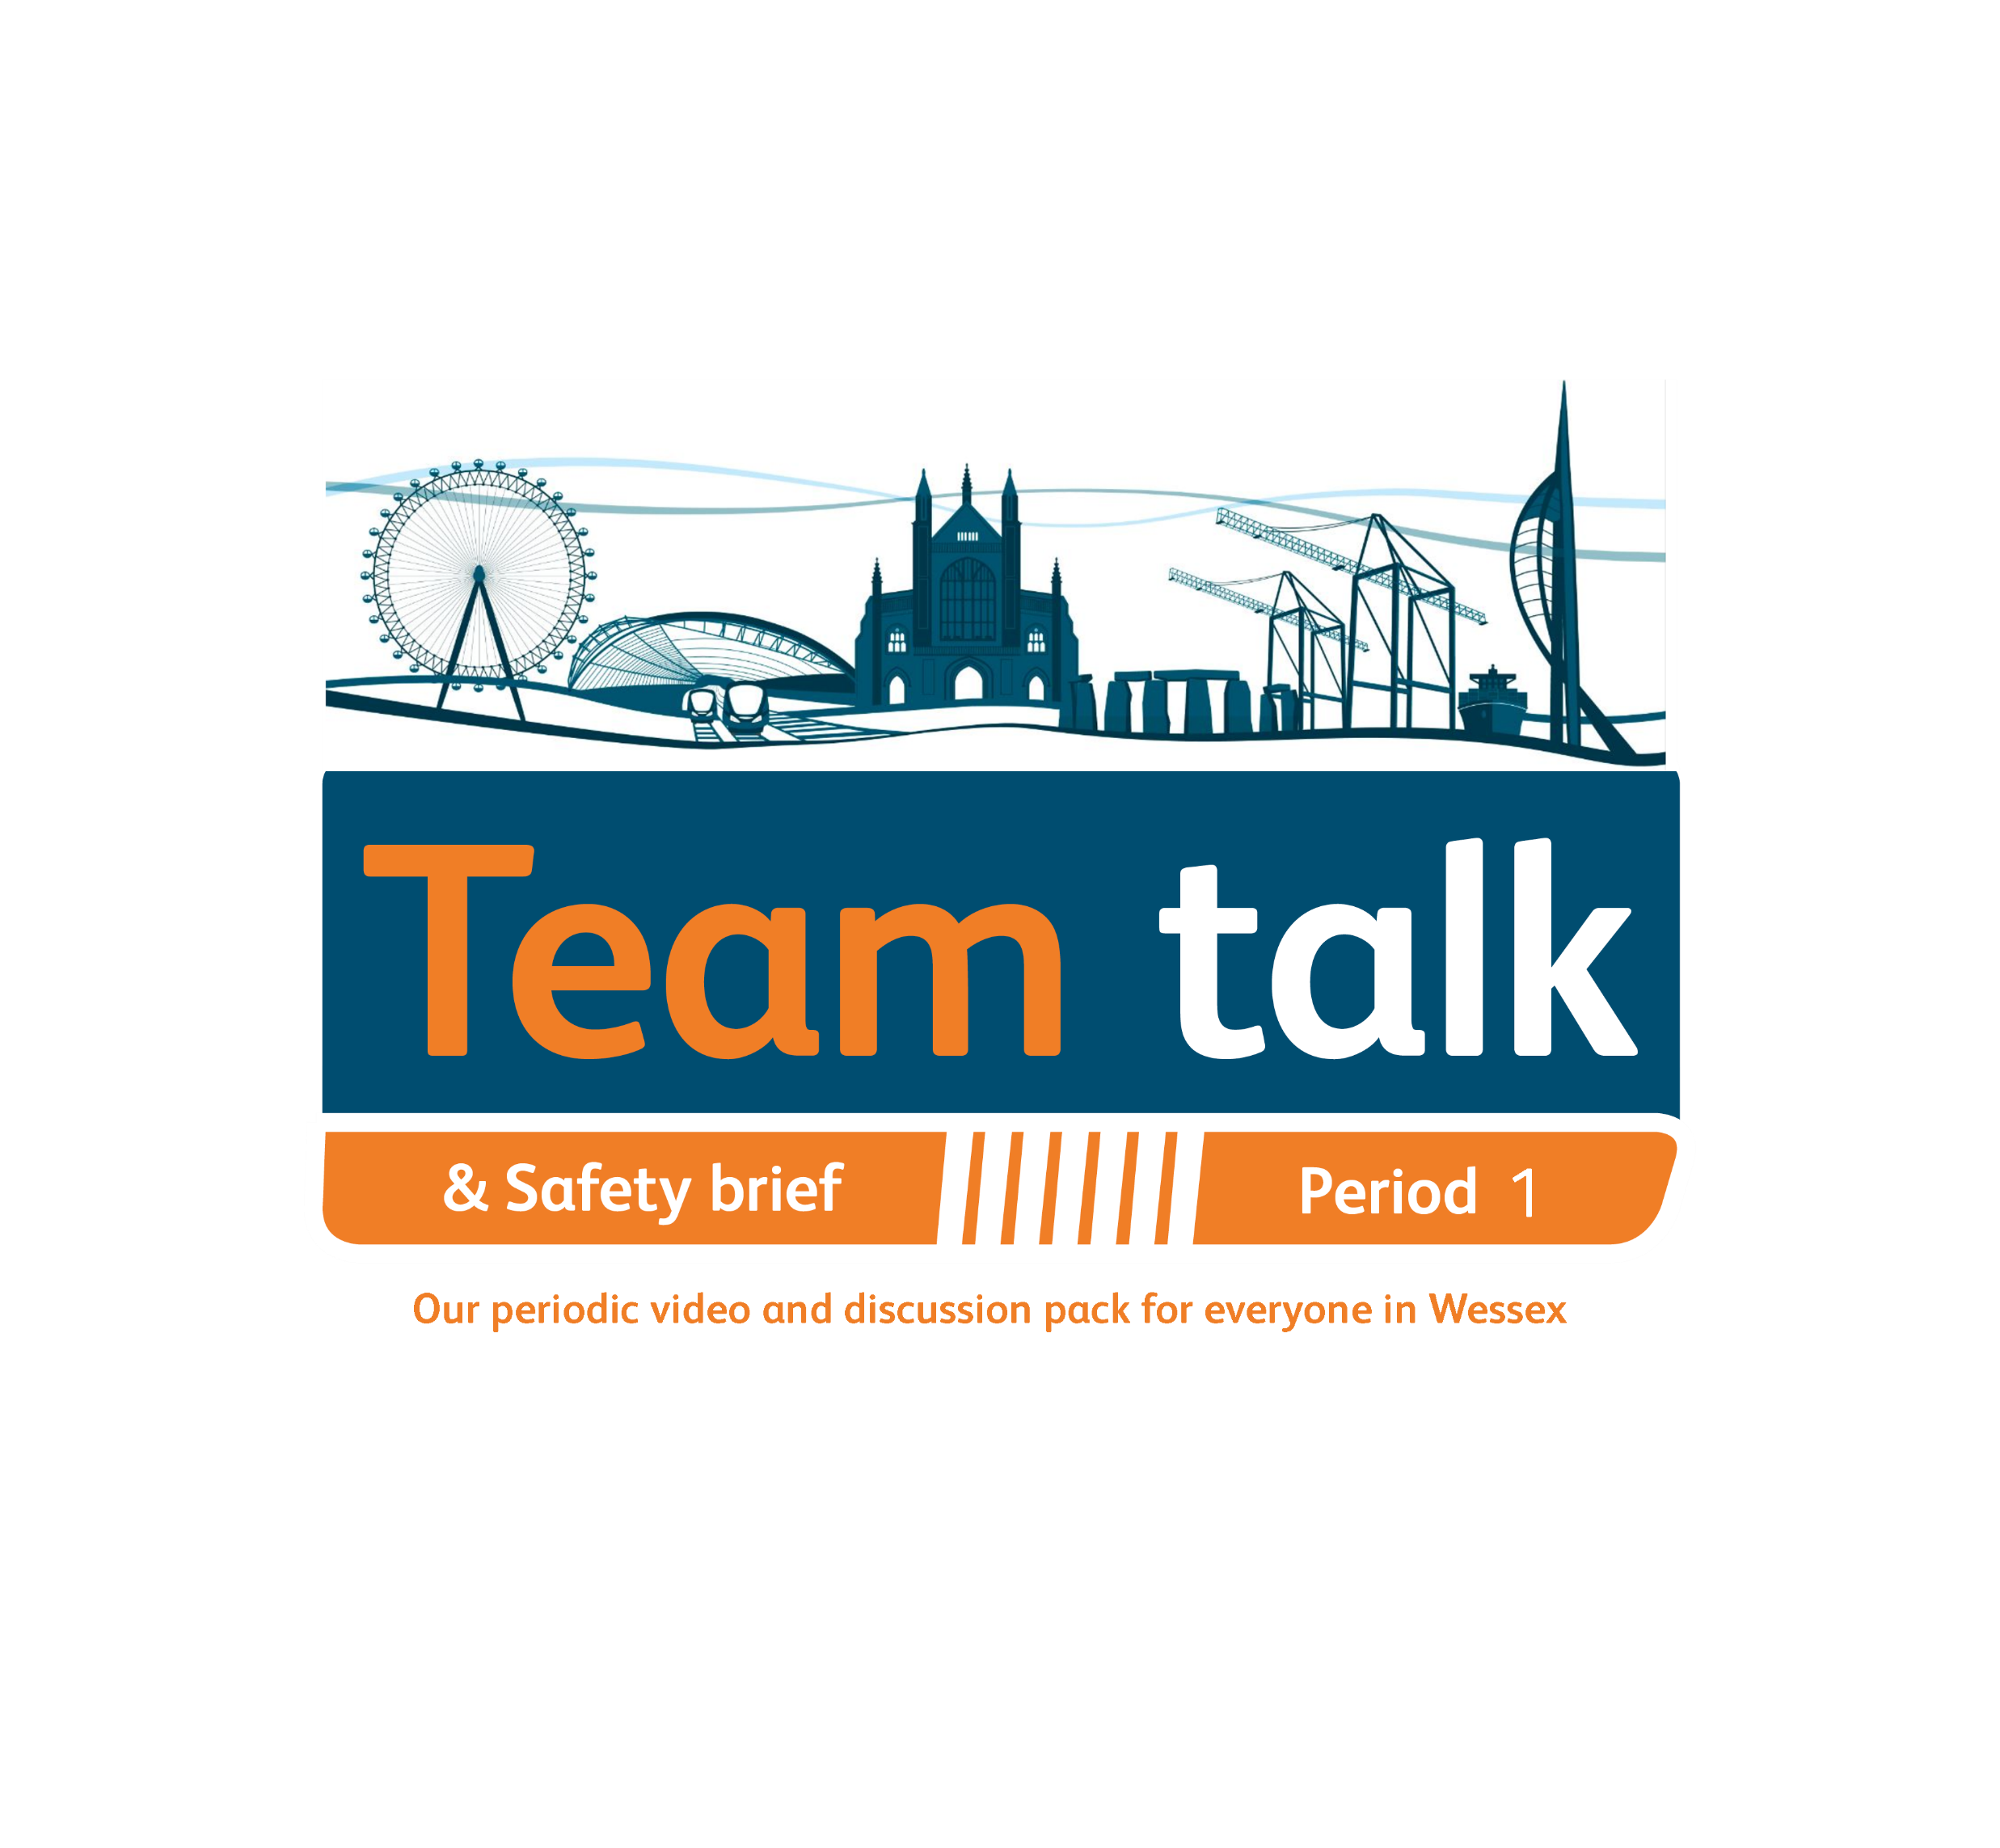 Team talk
& Safety brief Period 1
Our periodic video and discussion pack for everyone in Wessex